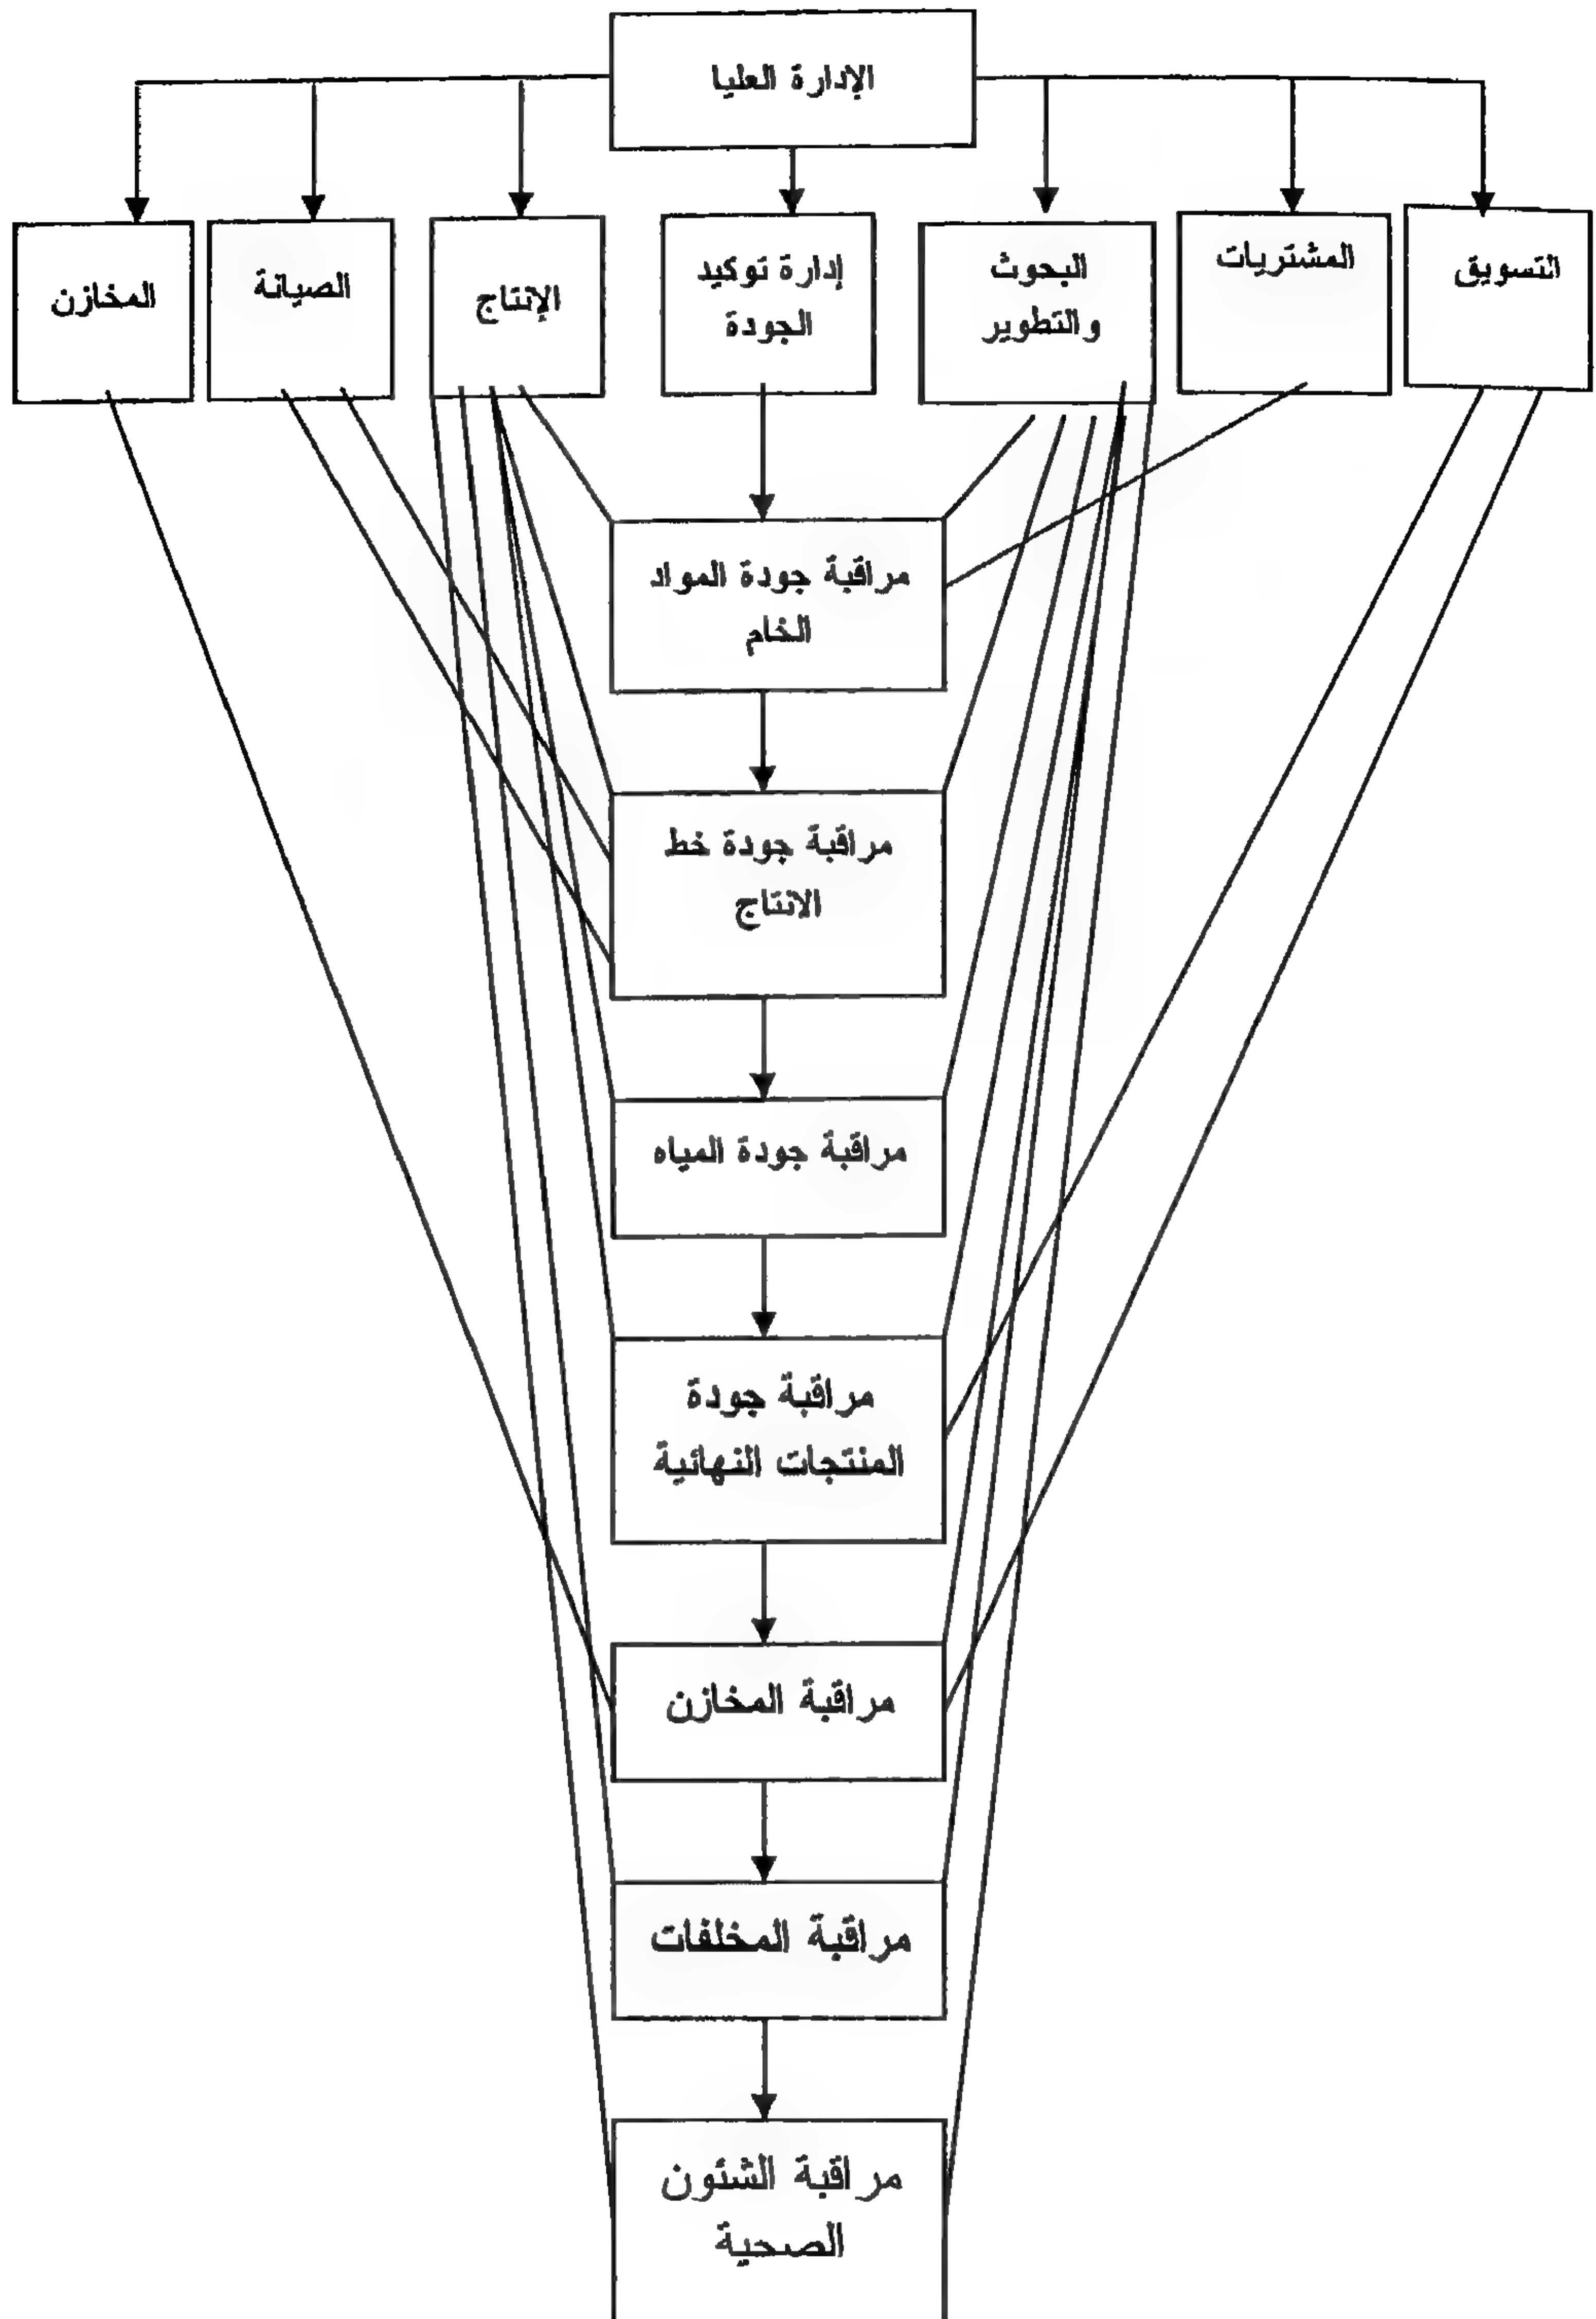 الإدارة العليا
التسويق
المشتريات
البحوث
والتطوير
إدارة توكيد
الجودة
الإنتاج
الصيانة
المخازن
مراقبة جودة المواد
الخام
مراقبة جودة خط
الانتاج
مراقبة جودة المياه
مراقبة جودة
المنتجات النهائية
مراقبة المخازن
مراقبة المخلفات
مراقبة الشئون
الصحية